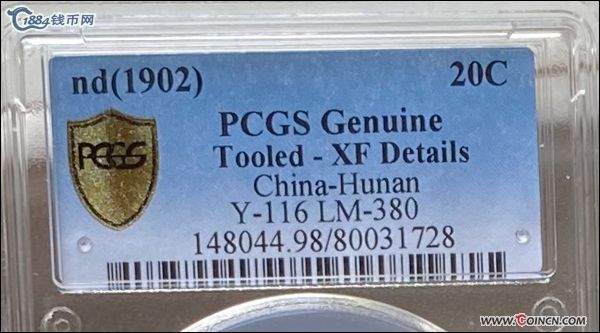 1884钱币网
nd(1902) 20C
PCGS Genuine
PCGS
Tooled - XF Details
China-Hunan
Y-116 LM-380
148044.98/80031728
www.COINCN.com